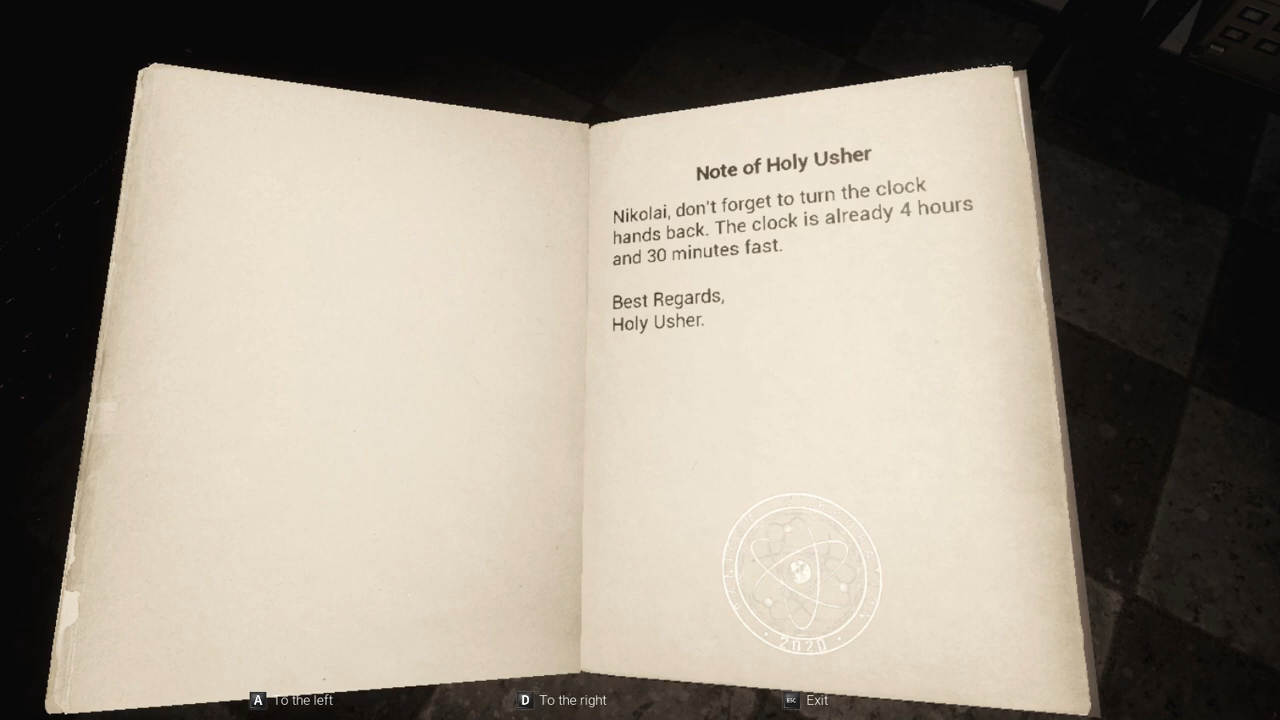 Note of Holy Usher
Nikolai, don't forget to turn the clock
hands back. The clock is already 4 hours
and 30 minutes fast.
Best Regards,
Holy Usher.
2020
A To the left
D To the right
ESC Exit